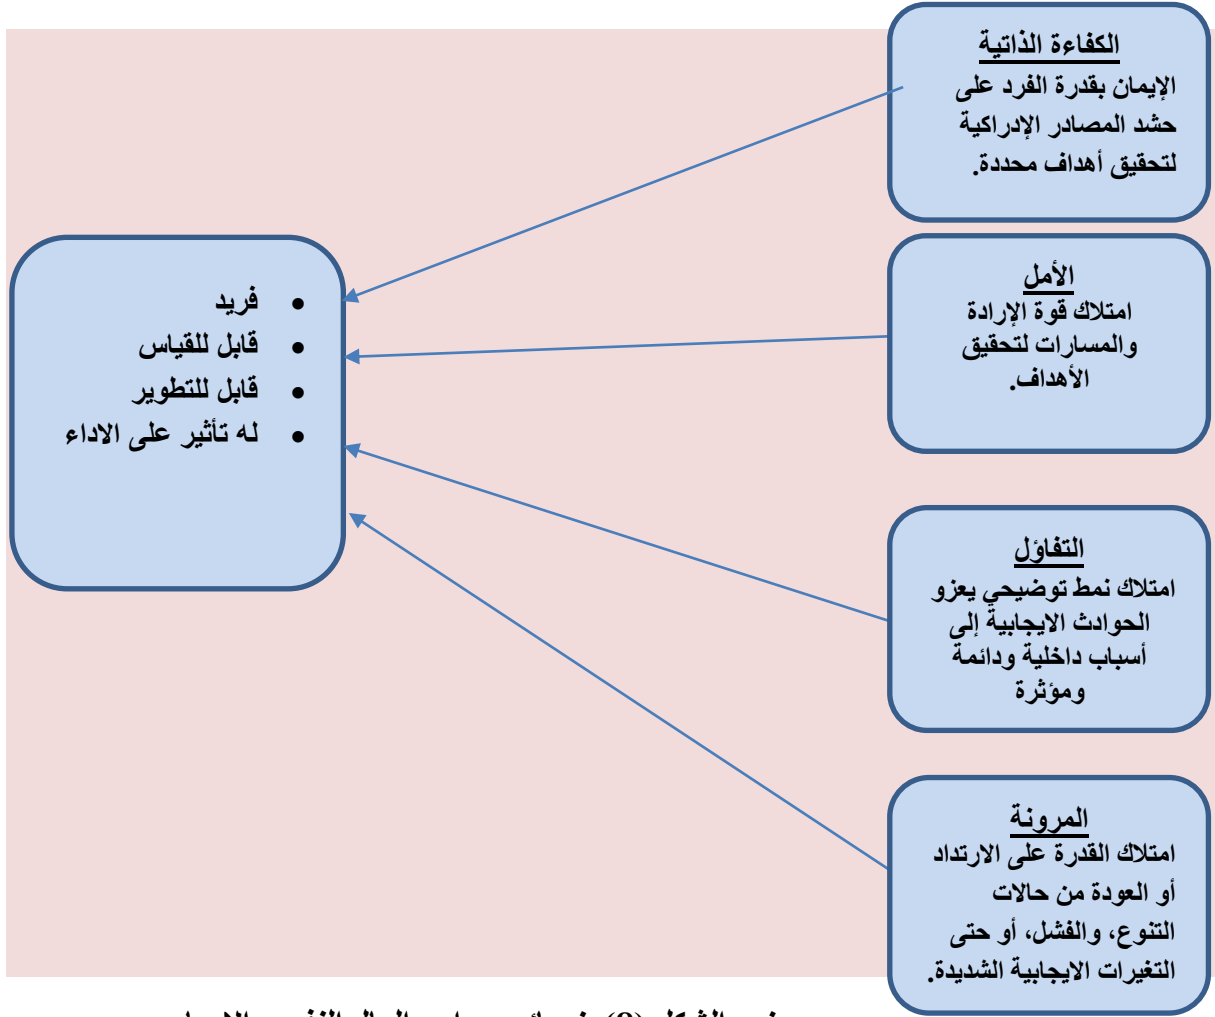 الكفاءة الذاتية
الإيمان بقدرة الفرد على
حشد المصادر الإدراكية
لتحقيق أهداف محددة.
الأمل
امتلاك قوة الإرادة
والمسارات لتحقيق
الأهداف.
التفاؤل
امتلاك نمط توضيحي يعزو
الحوادث الايجابية إلى
أسباب داخلية ودائمة
ومؤثرة
المرونة
امتلاك القدرة على الارتداد
أو العودة من حالات
التنوع، والفشل، أو حتى
التغيرات الايجابية الشديدة.
• فريد
• قابل للقياس
• قابل للتطوير
• له تأثير على الاداء